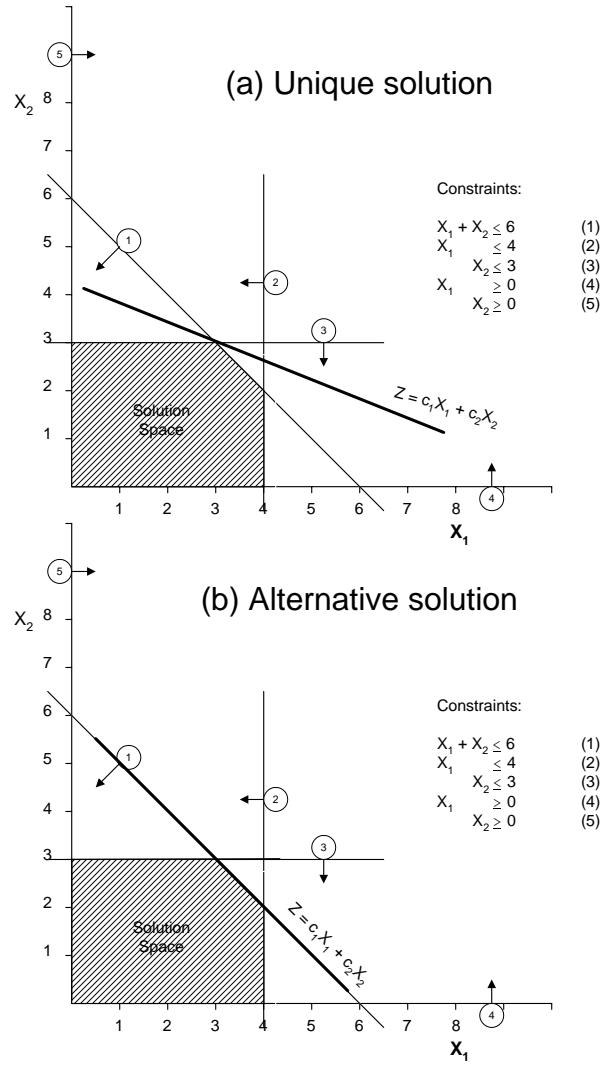 5
(a) Unique solution
X2
8
7
6
5
4
3
2
1
1
2
3
Constraints:
X1 + X2 ≤ 6 (1)
X1 ≤ 4 (2)
X2 ≤ 3 (3)
X1 ≥ 0 (4)
X2 ≥ 0 (5)
Z = c1X1 + c2X2
Solution
Space
4
1 2 3 4 5 6 7 8
X1
5
(b) Alternative solution
X2
8
7
6
5
4
3
2
1
1
2
3
Constraints:
X1 + X2 ≤ 6 (1)
X1 ≤ 4 (2)
X2 ≤ 3 (3)
X1 ≥ 0 (4)
X2 ≥ 0 (5)
Z = c1X1 + c2X2
Solution
Space
4
1 2 3 4 5 6 7 8
X1